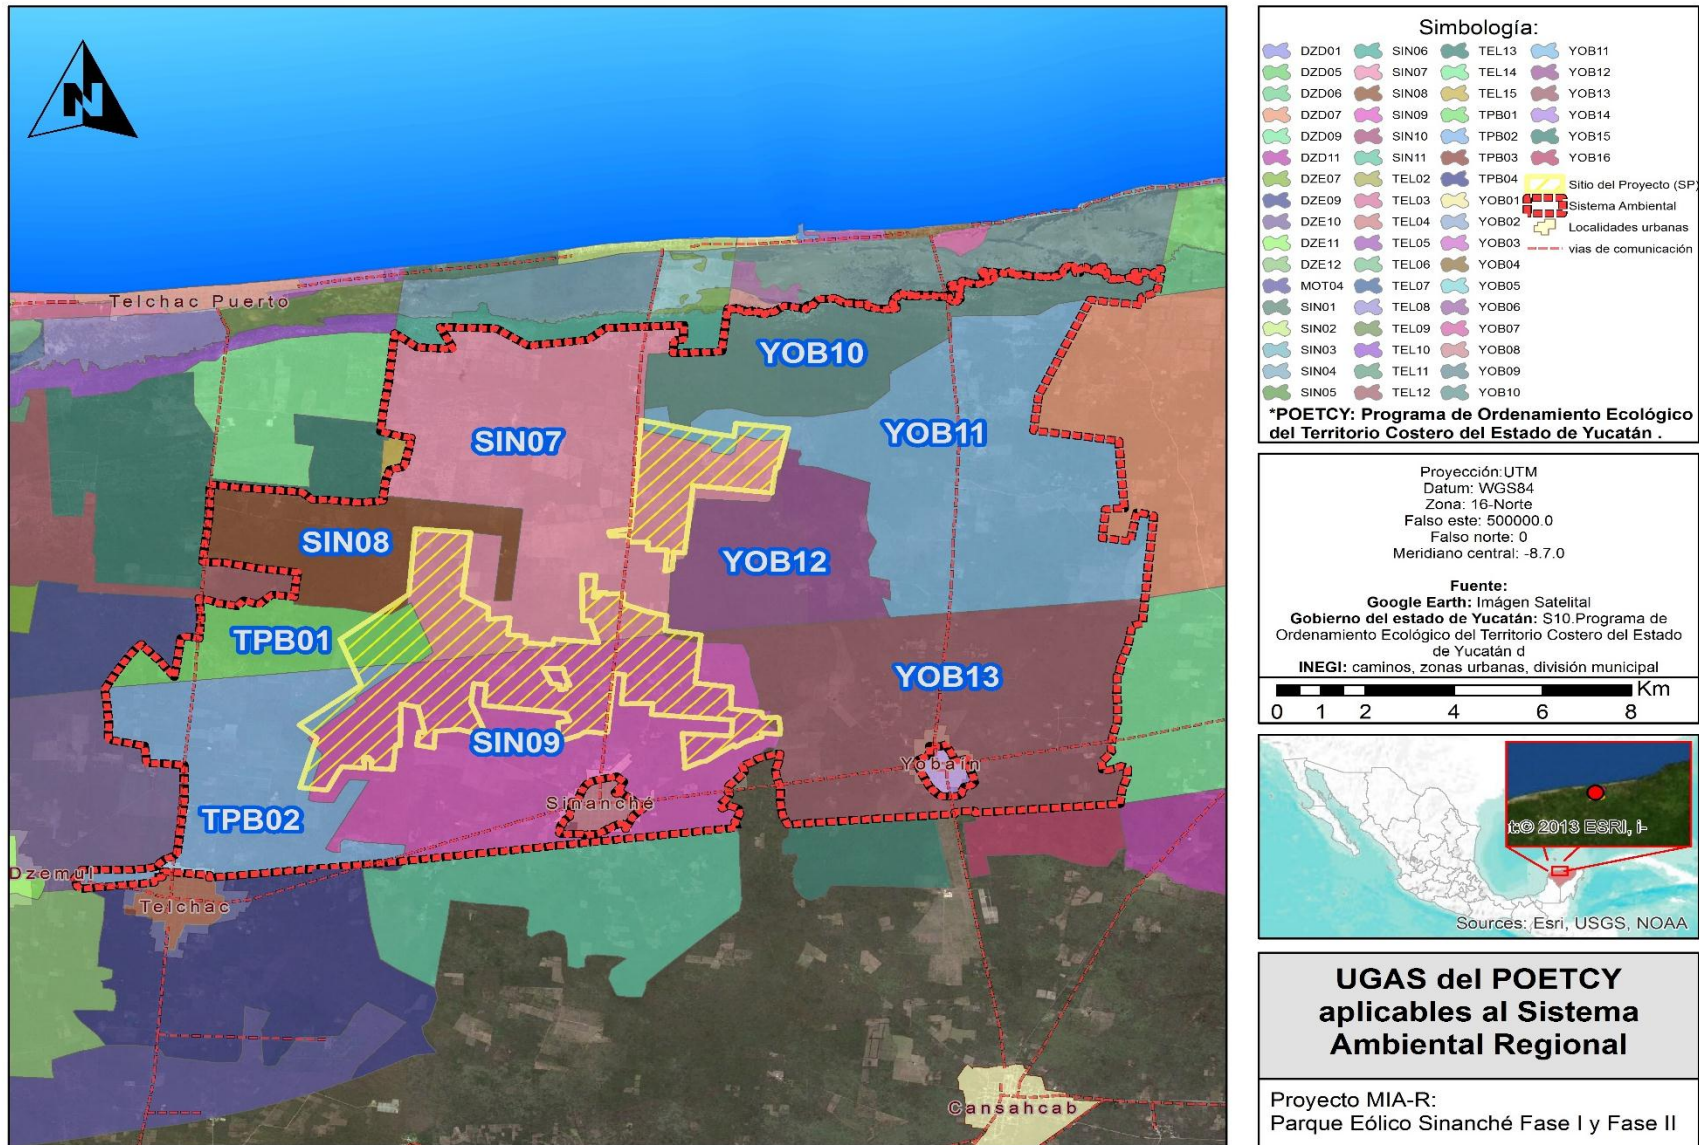 N
Telchac Puerto
YOB10
SIN07
YOB11
SIN08
YOB12
TPB01
YOB13
SIN09
Yobaín
Sinanché
TPB02
Dzemul
Telchac
Cansahcab
Simbología:
DZD01 SIN06 TEL13 YOB11
DZD05 SIN07 TEL14 YOB12
DZD06 SIN08 TEL15 YOB13
DZD07 SIN09 TPB01 YOB14
DZD09 SIN10 TPB02 YOB15
DZD11 SIN11 TPB03 YOB16
DZE07 TEL02 TPB04 Sitio del Proyecto (SP)
DZE09 TEL03 YOB01 Sistema Ambiental
DZE10 TEL04 YOB02 Localidades urbanas
DZE11 TEL05 YOB03 vias de comunicación
DZE12 TEL06 YOB04
MOT04 TEL07 YOB05
SIN01 TEL08 YOB06
SIN02 TEL09 YOB07
SIN03 TEL10 YOB08
SIN04 TEL11 YOB09
SIN05 TEL12 YOB10
*POETCY: Programa de Ordenamiento Ecológico
del Territorio Costero del Estado de Yucatán .
Proyección:UTM
Datum: WGS84
Zona: 16-Norte
Falso este: 500000.0
Falso norte: 0
Meridiano central: -8.7.0
Fuente:
Google Earth: Imágen Satelital
Gobierno del estado de Yucatán: S10.Programa de
Ordenamiento Ecológico del Territorio Costero del Estado
de Yucatán d
INEGI: caminos, zonas urbanas, división municipal
Km
0 1 2 4 6 8
t:© 2013 ESRI, i-
Sources: Esri, USGS, NOAA
UGAS del POETCY
aplicables al Sistema
Ambiental Regional
Proyecto MIA-R:
Parque Eólico Sinanché Fase I y Fase II